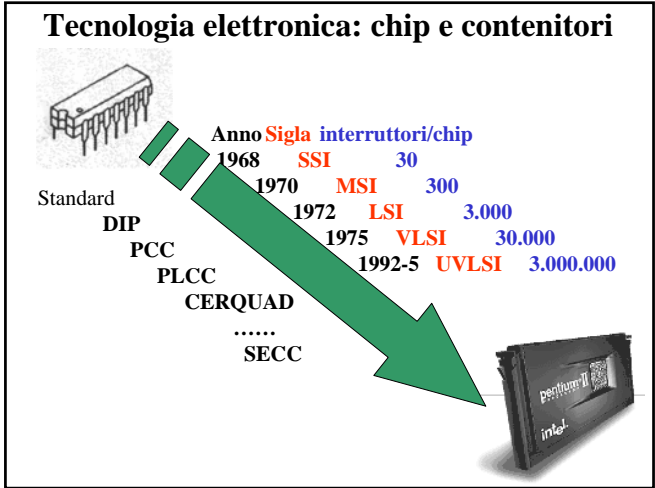 Tecnologia elettronica: chip e contenitori
Anno Sigla interruttori/chip
1968 SSI 30
1970 MSI 300
1972 LSI 3.000
1975 VLSI 30.000
1992-5 UVLSI 3.000.000
Standard
DIP
PCC
PLCC
CERQUAD
......
SECC
pentium II
intel